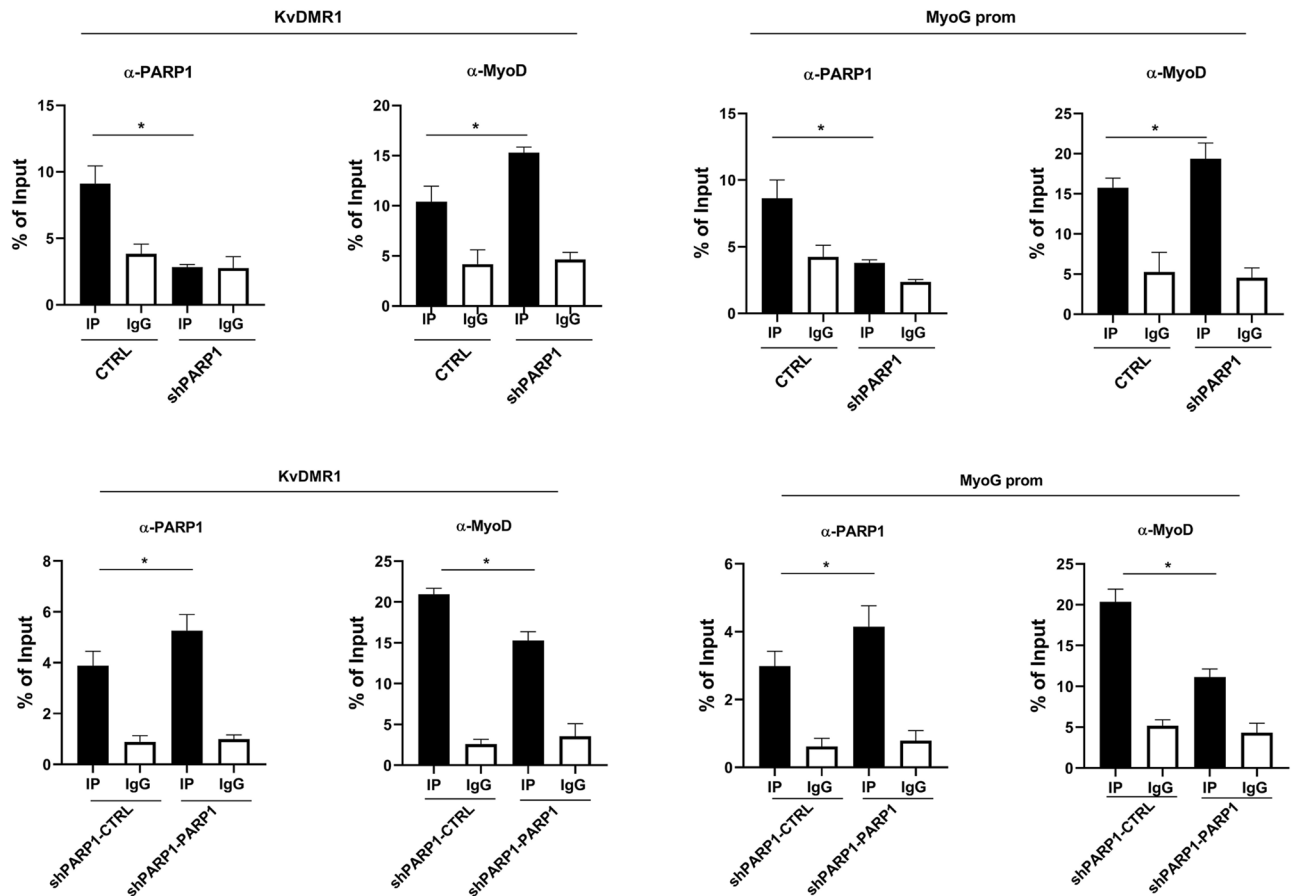 KvDMR1
MyoG prom
α-PARP1
α-MyoD
α-PARP1
α-MyoD
% of Input
15
10
5
0
*
IP IgG IP IgG
CTRL
shPARP1
% of Input
20
15
10
5
0
*
IP IgG IP IgG
CTRL
shPARP1
% of Input
15
10
5
0
*
IP IgG IP IgG
CTRL
shPARP1
% of Input
25
20
15
10
5
0
*
IP IgG IP IgG
CTRL
shPARP1
KvDMR1
MyoG prom
α-PARP1
α-MyoD
α-PARP1
α-MyoD
% of Input
8
6
4
2
0
*
IP IgG IP IgG
shPARP1-CTRL
shPARP1-PARP1
% of Input
25
20
15
10
5
0
*
IP IgG IP IgG
shPARP1-CTRL
shPARP1-PARP1
% of Input
6
4
2
0
*
IP IgG IP IgG
shPARP1-CTRL
shPARP1-PARP1
% of Input
25
20
15
10
5
0
*
IP IgG IP IgG
shPARP1-CTRL
shPARP1-PARP1